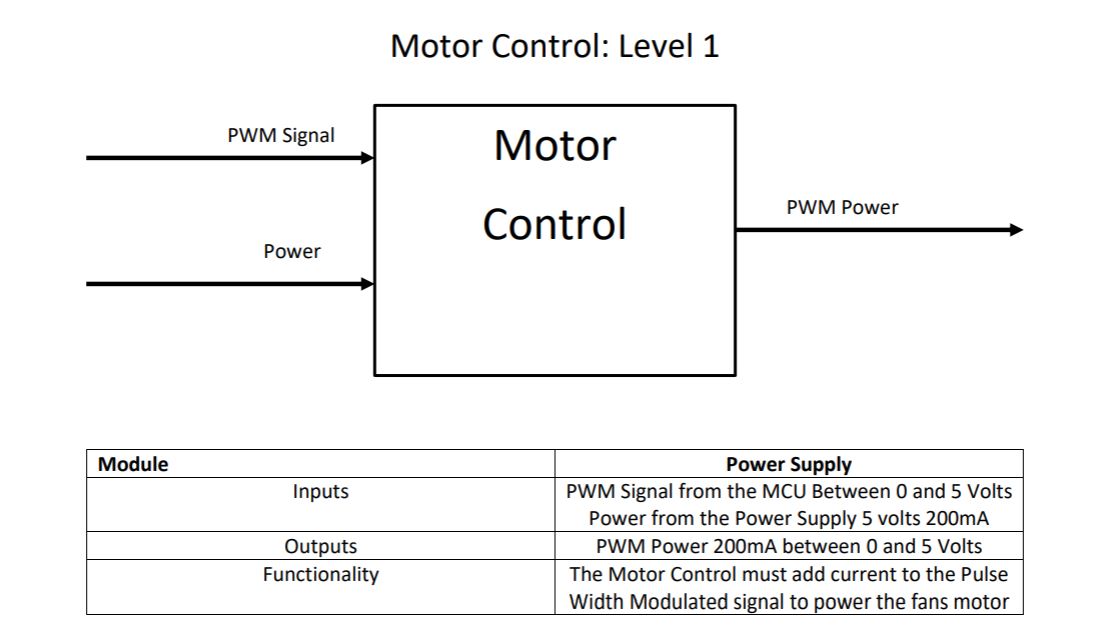 Motor Control: Level 1
PWM Signal
Motor
Control
PWM Power
Power
Module
Power Supply
Inputs
PWM Signal from the MCU Between 0 and 5 Volts
Power from the Power Supply 5 volts 200mA
Outputs
PWM Power 200mA between 0 and 5 Volts
Functionality
The Motor Control must add current to the Pulse
Width Modulated signal to power the fans motor